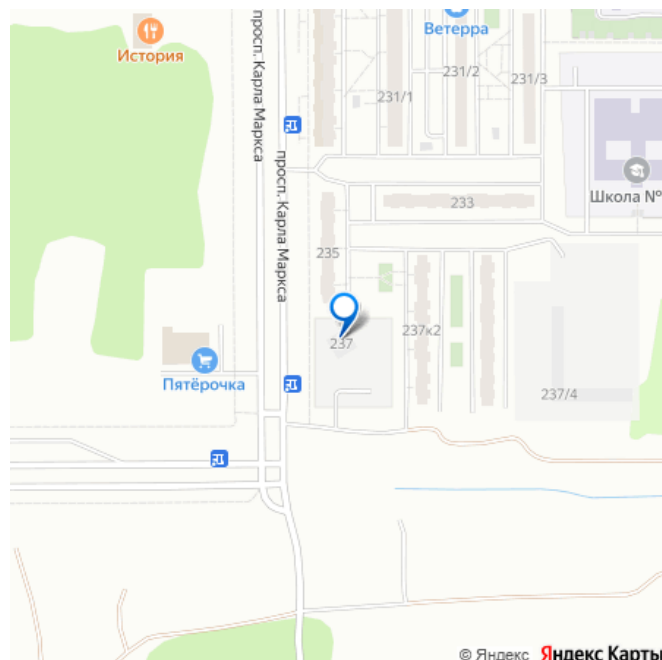 просп. Карла Маркса
Ветерра
История
231/2
231/3
231/1
просп. Карла Маркса
Школа №
233
235
237
237к2
Пятёрочка
237/4
© Яндекс Яндекс Карты